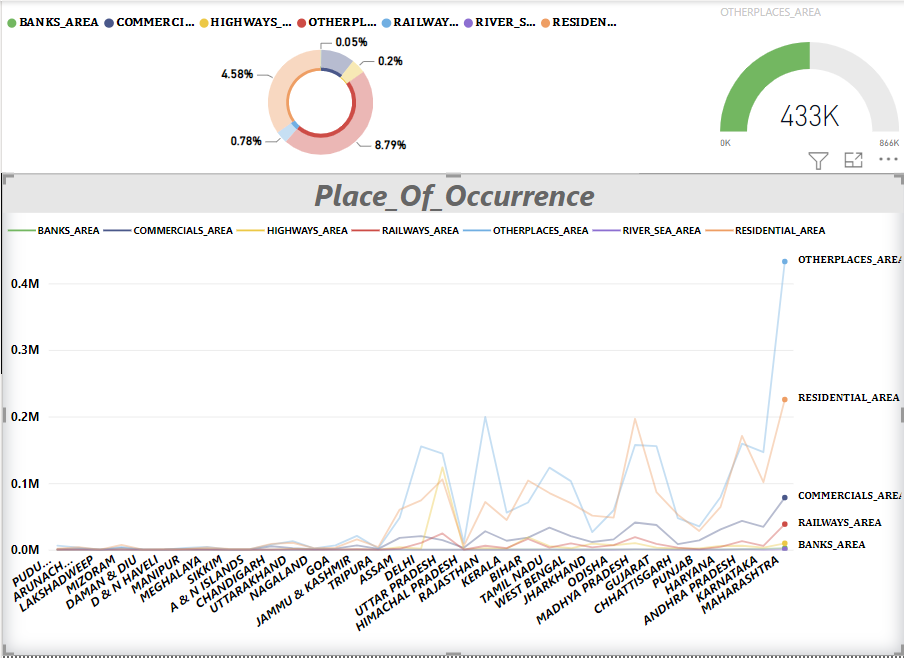 BANKS_AREA COMMERCI... HIGHWAYS_... OTHERPL... RAILWAY... RIVER_S... RESIDEN...
0.05%
0.2%
4.58%
0.78%
8.79%
OTHERPLACES_AREA
433K
0K
866K
Place_Of_Occurrence
BANKS_AREA COMMERCIALS_AREA HIGHWAYS_AREA RAILWAYS_AREA OTHERPLACES_AREA RIVER_SEA_AREA RESIDENTIAL_AREA
0.4M
0.3M
0.2M
0.1M
0.0M
OTHERPLACES_AREA
RESIDENTIAL_AREA
COMMERCIALS_AREA
RAILWAYS_AREA
BANKS_AREA
PUDU...
ARUNACH...
LAKSHADWEEP
MIZORAM
DAMAN & DIU
D & N HAVELI
MANIPUR
MEGHALAYA
SIKKIM
A & N ISLANDS
CHANDIGARH
UTTARAKHAND
NAGALAND
GOA
JAMMU & KASHMIR
TRIPURA
ASSAM
DELHI
UTTAR PRADESH
HIMACHAL PRADESH
RAJASTHAN
KERALA
BIHAR
TAMIL NADU
WEST BENGAL
JHARKHAND
ODISHA
MADHYA PRADESH
GUJARAT
CHHATTISGARH
PUNJAB
HARYANA
ANDHRA PRADESH
KARNATAKA
MAHARASHTRA